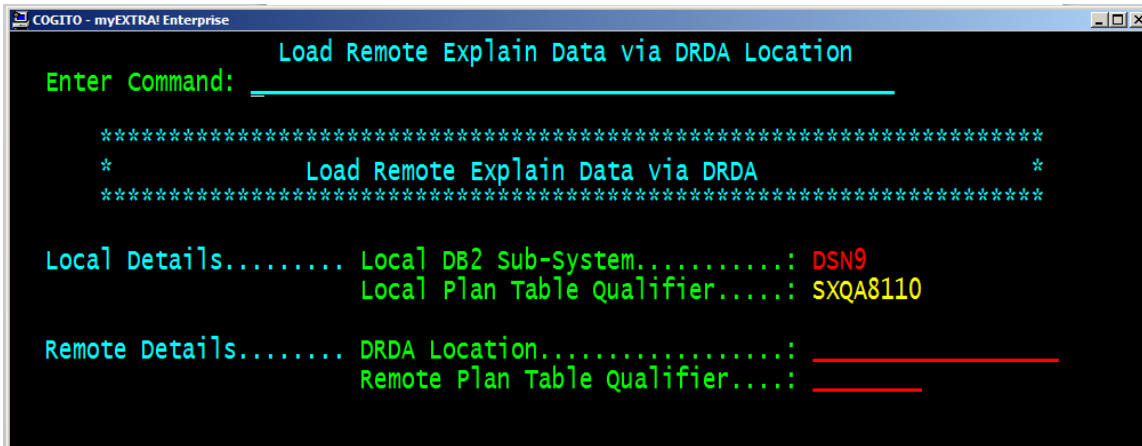 COGITO - myEXTRA! Enterprise
Load Remote Explain Data via DRDA Location
Enter Command: _
*********************************************************************
* Load Remote Explain Data via DRDA *
*********************************************************************
Local Details......... Local DB2 Sub-System...........: DSN9
Local Plan Table Qualifier.....: SXQA8110
Remote Details........ DRDA Location..................: __________________
Remote Plan Table Qualifier....: ________